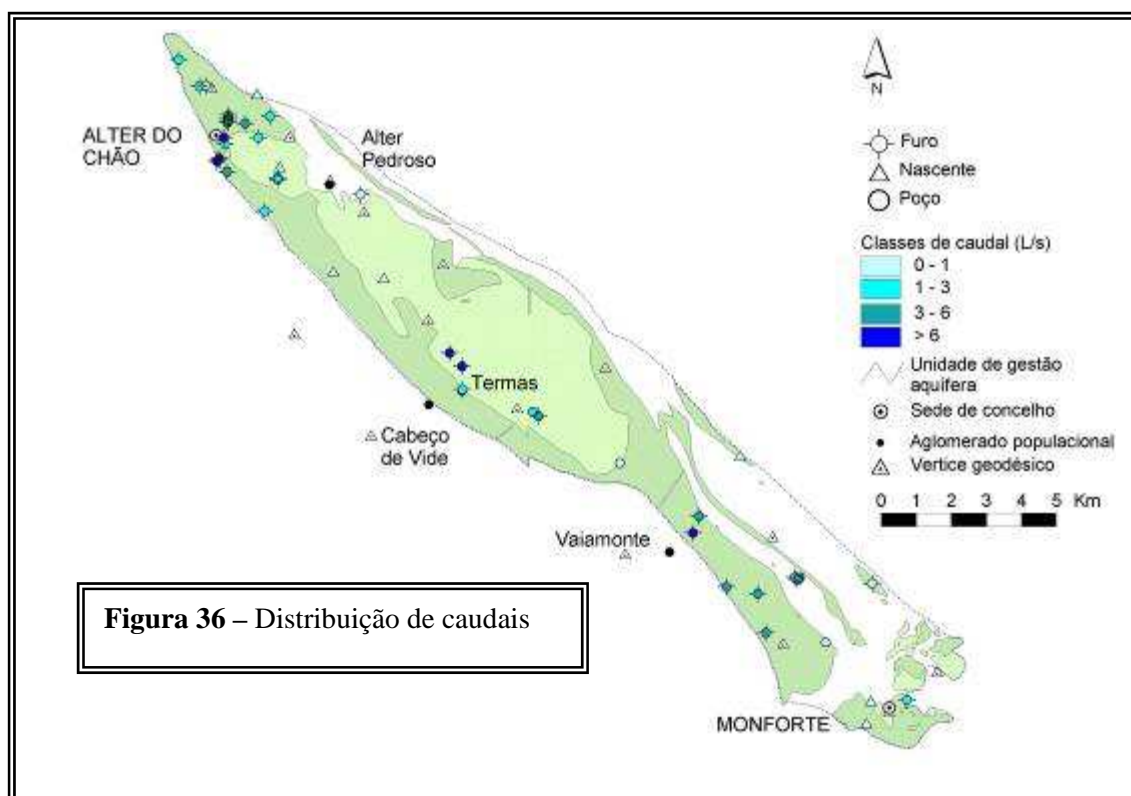 ALTER DO
CHÃO
Alter
Pedroso
Termas
Cabeço
de Vide
Vaiamonte
MONFORTE
N
Furo
Nascente
Poço
Classes de caudal (L/s)
0 - 1
1 - 3
3 - 6
> 6
Unidade de gestão
aquífera
Sede de concelho
Aglomerado populacional
Vertice geodésico
0 1 2 3 4 5 Km
Figura 36 – Distribuição de caudais